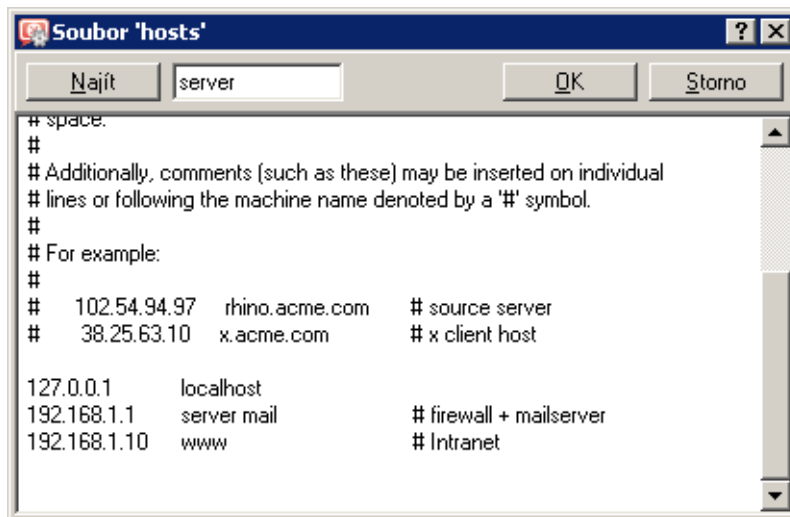 Soubor 'hosts'
Najít server OK Storno
# space.
#
# Additionally, comments (such as these) may be inserted on individual
# lines or following the machine name denoted by a '#' symbol.
#
# For example:
#
# 102.54.94.97 rhino.acme.com # source server
# 38.25.63.10 x.acme.com # x client host
127.0.0.1 localhost
192.168.1.1 server mail # firewall + mailserver
192.168.1.10 www # Intranet